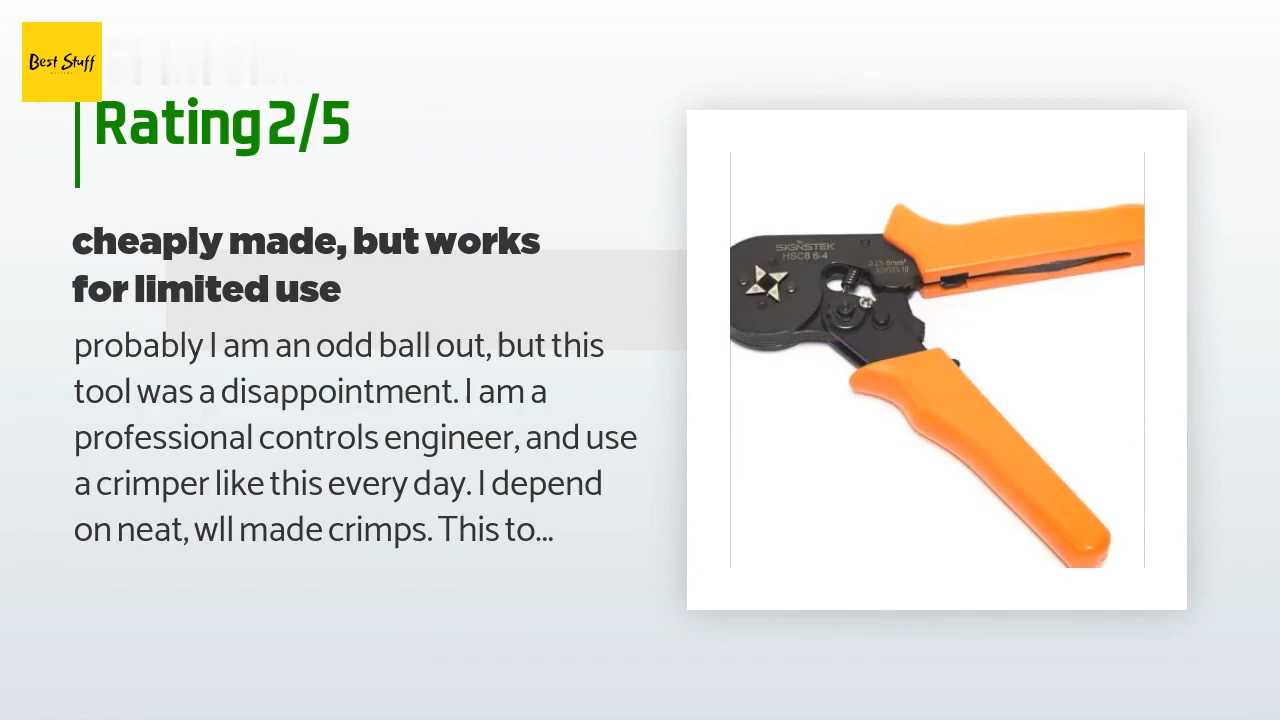 Best Stuff
Rating 2/5
cheaply made, but works
for limited use
probably I am an odd ball out, but this
tool was a disappointment. I am a
professional controls engineer, and use
a crimper like this every day. I depend
on neat, wll made crimps. This to...
SIGNSTEK
HSC8 6-4